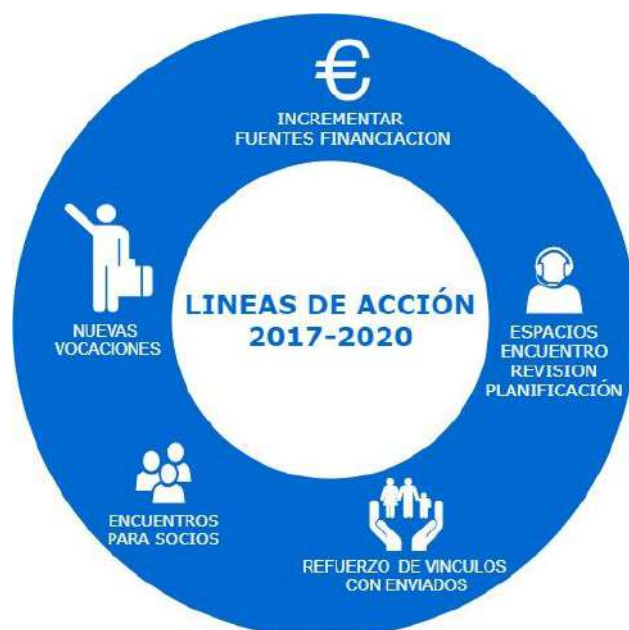 €
INCREMENTAR
FUENTES FINANCIACION
LINEAS DE ACCIÓN
2017-2020
ESPACIOS
ENCUENTRO
REVISION
PLANIFICACIÓN
REFUERZO DE VINCULOS
CON ENVIADOS
ENCUENTROS
PARA SOCIOS
NUEVAS
VOCACIONES